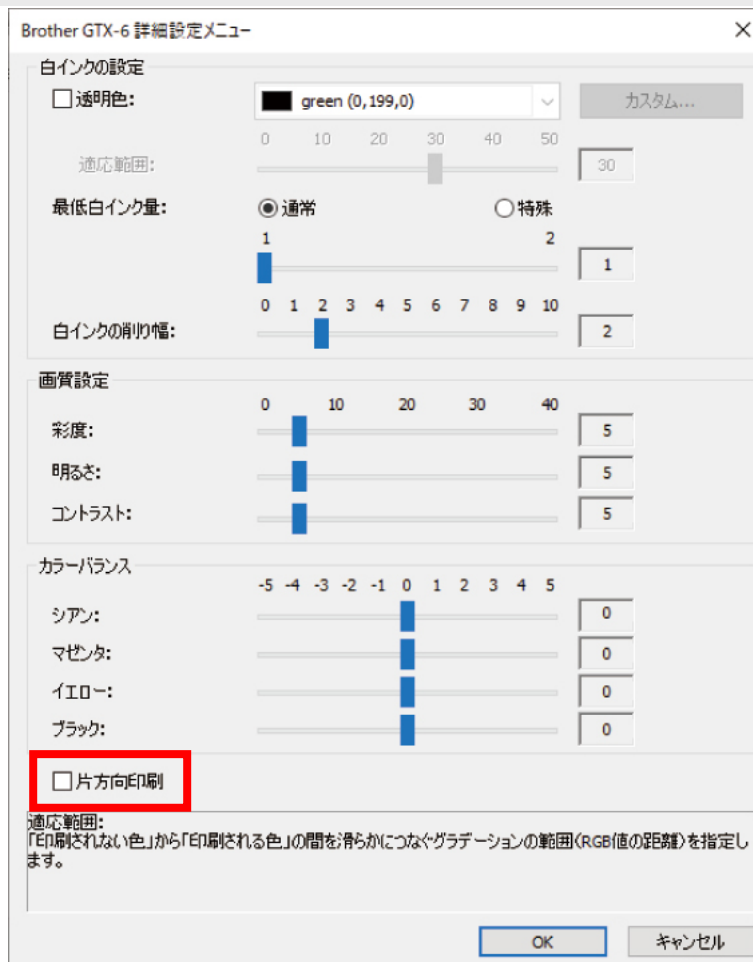 Brother GTX-6 詳細設定メニュー
白インクの設定
透明色: green (0,199,0) カスタム...
0 10 20 30 40 50
適応範囲: 30
最低白インク量: 通常 特殊
1 2
1
0 1 2 3 4 5 6 7 8 9 10
白インクの削り幅: 2
画質設定
0 10 20 30 40
彩度: 5
明るさ: 5
コントラスト: 5
カラーバランス
-5 -4 -3 -2 -1 0 1 2 3 4 5
シアン: 0
マゼンタ: 0
イエロー: 0
ブラック: 0
片方向印刷
適応範囲:
「印刷されない色」から「印刷される色」の間を滑らかにつなぐグラデーションの範囲(RGB値の距離)を指定し
ます。
OK キャンセル